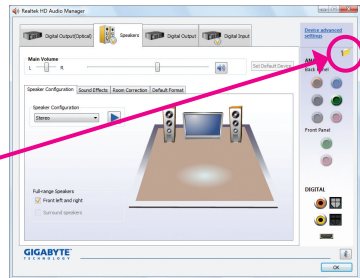 Realtek HD Audio Manager
Digital Output(Optical)
Speakers
Digital Output
Digital Input
Device advanced
settings
Main Volume
L
R
Set Default Device
Back Panel
Speaker Configuration
Sound Effects
Room Correction
Default Format
Speaker Configuration
Stereo
Front Panel
Full-range Speakers
Front left and right
Surround speakers
DIGITAL
GIGABYTE
TECHNOLOGY
OK